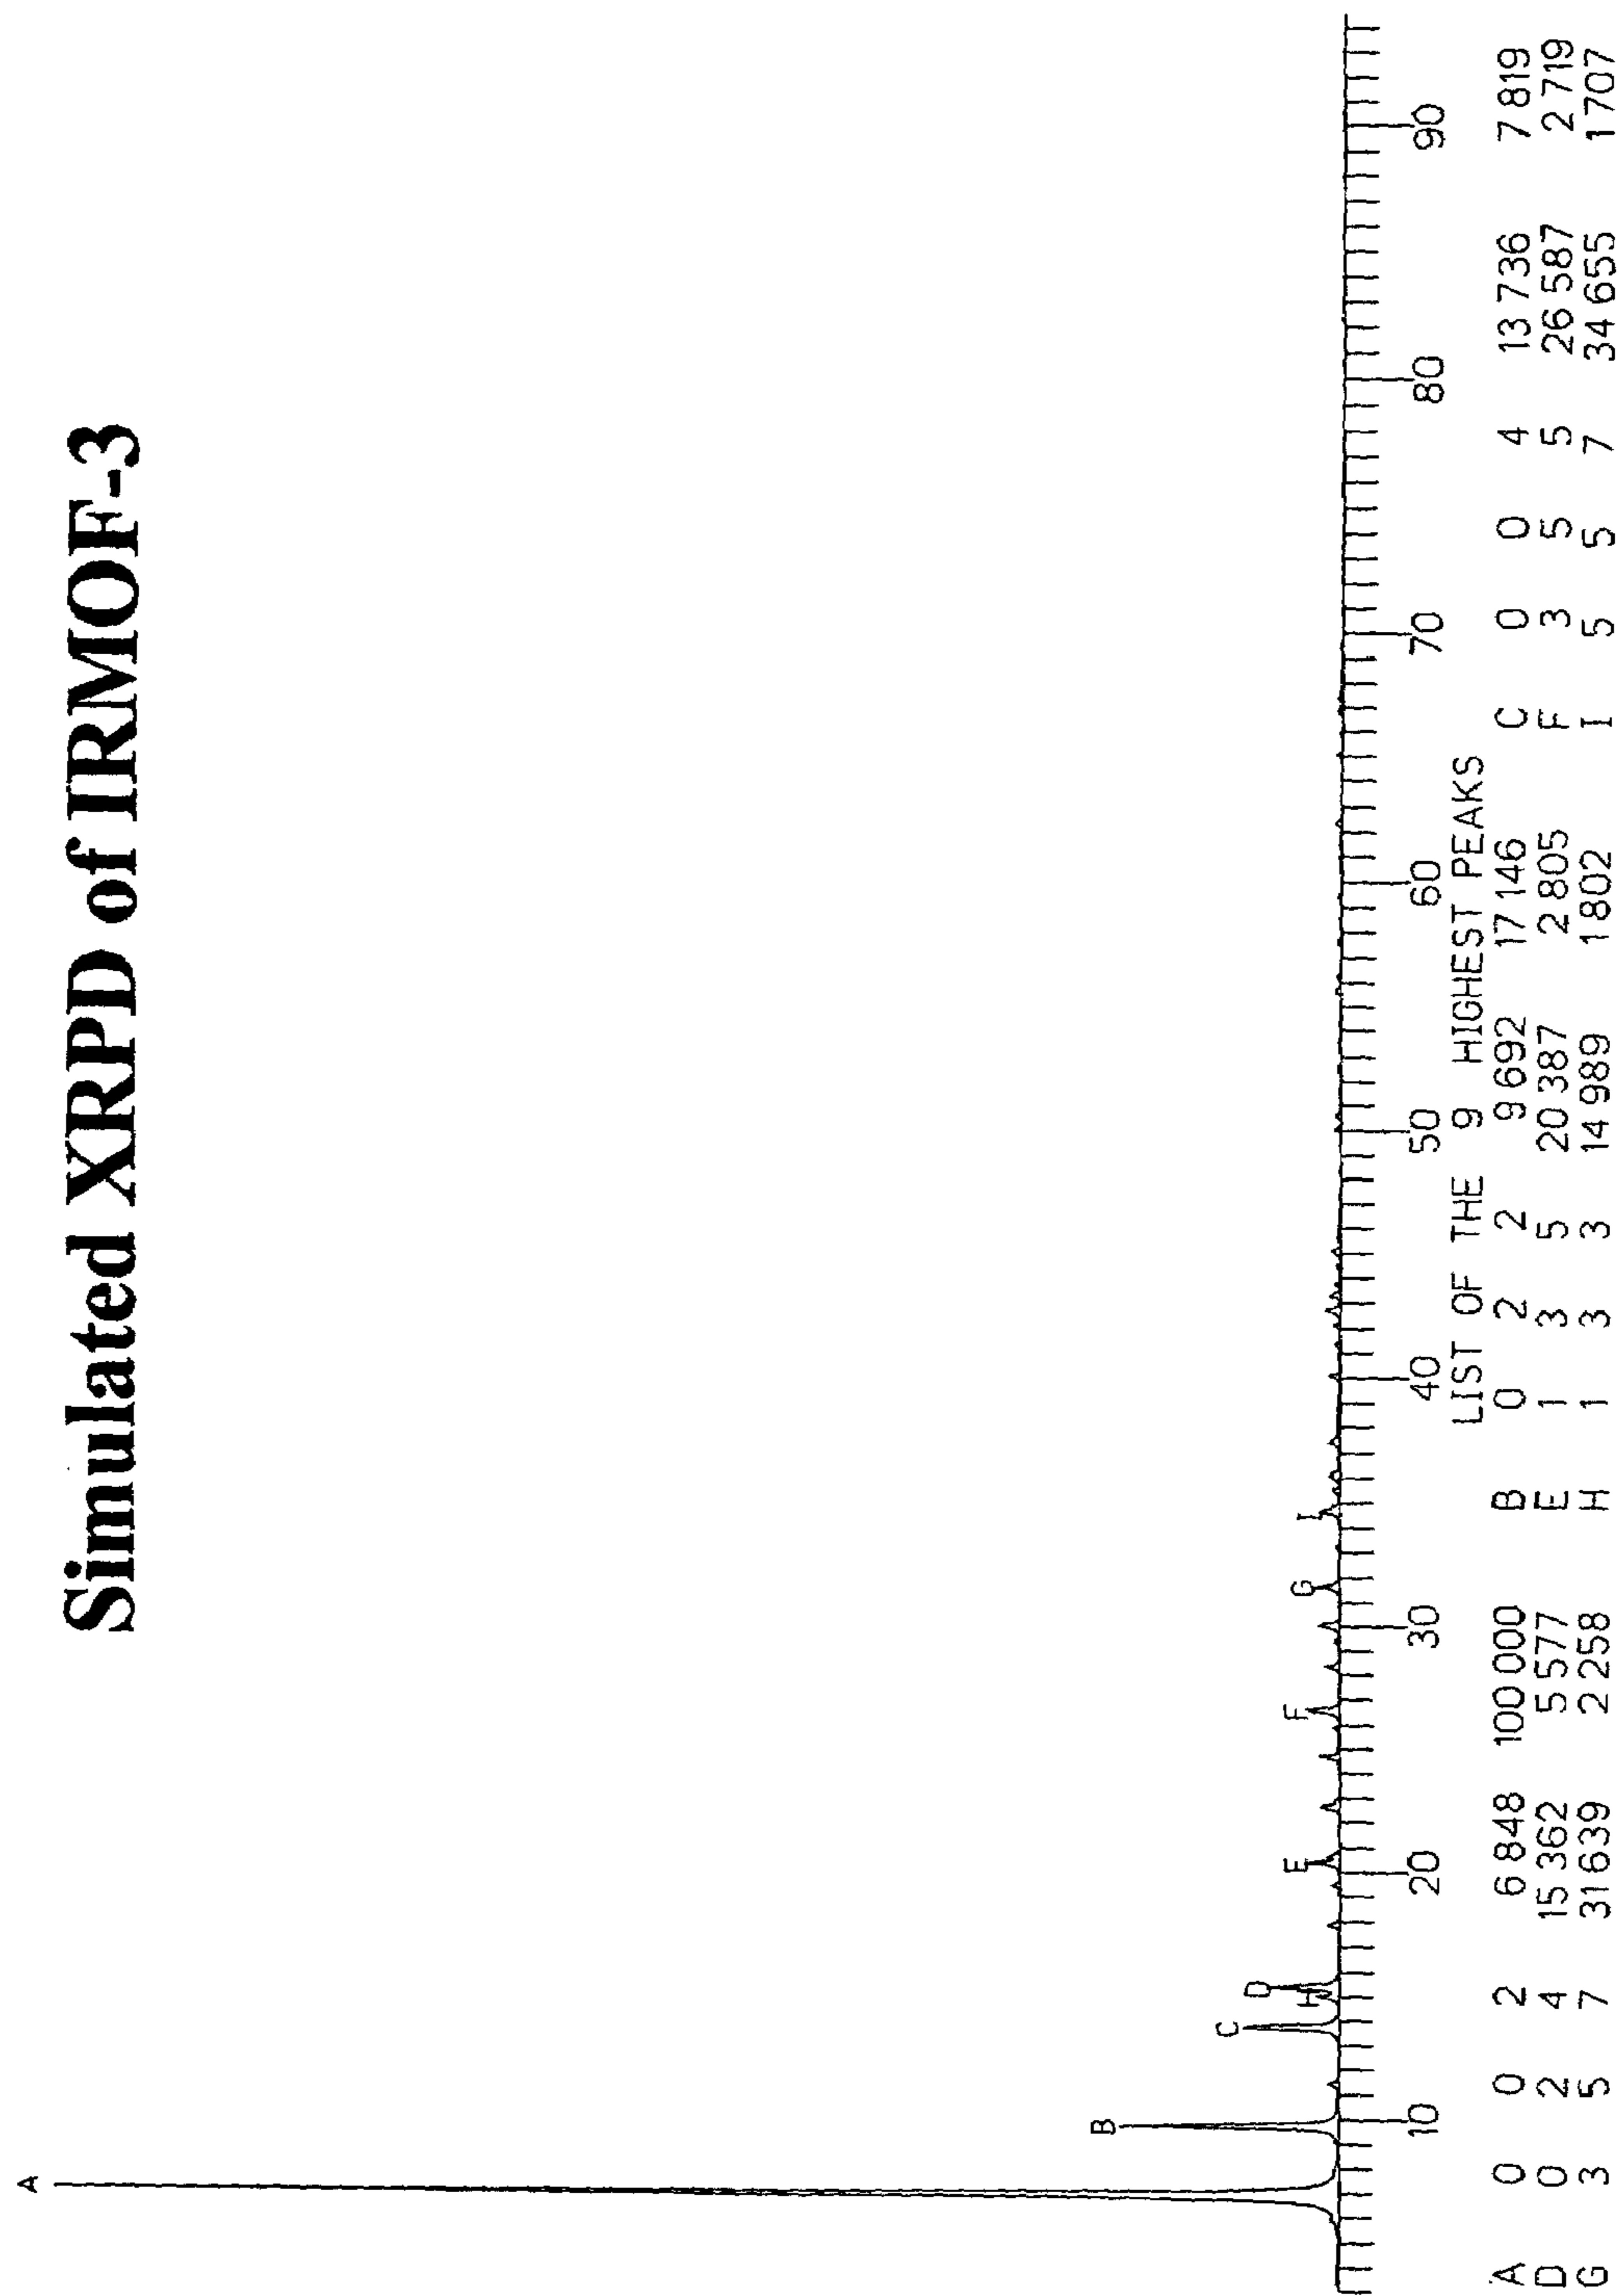 Simulated XRPD of IRMOF-3
A
B
C
H
D
E
F
G
I
10 20 30 40 50 60 70 80 90
LIST OF THE 9 HIGHEST PEAKS
A 0 0 2 6 848 100 000 B 0 2 2 9 692 17 146 C 0 0 4 13 736 7 819
D 0 2 4 15 362 5 577 E 1 3 5 20 387 2 805 F 3 5 5 26 587 2 719
G 3 5 7 31 639 2 258 H 1 3 3 14 989 1 802 I 5 5 7 34 655 1 707